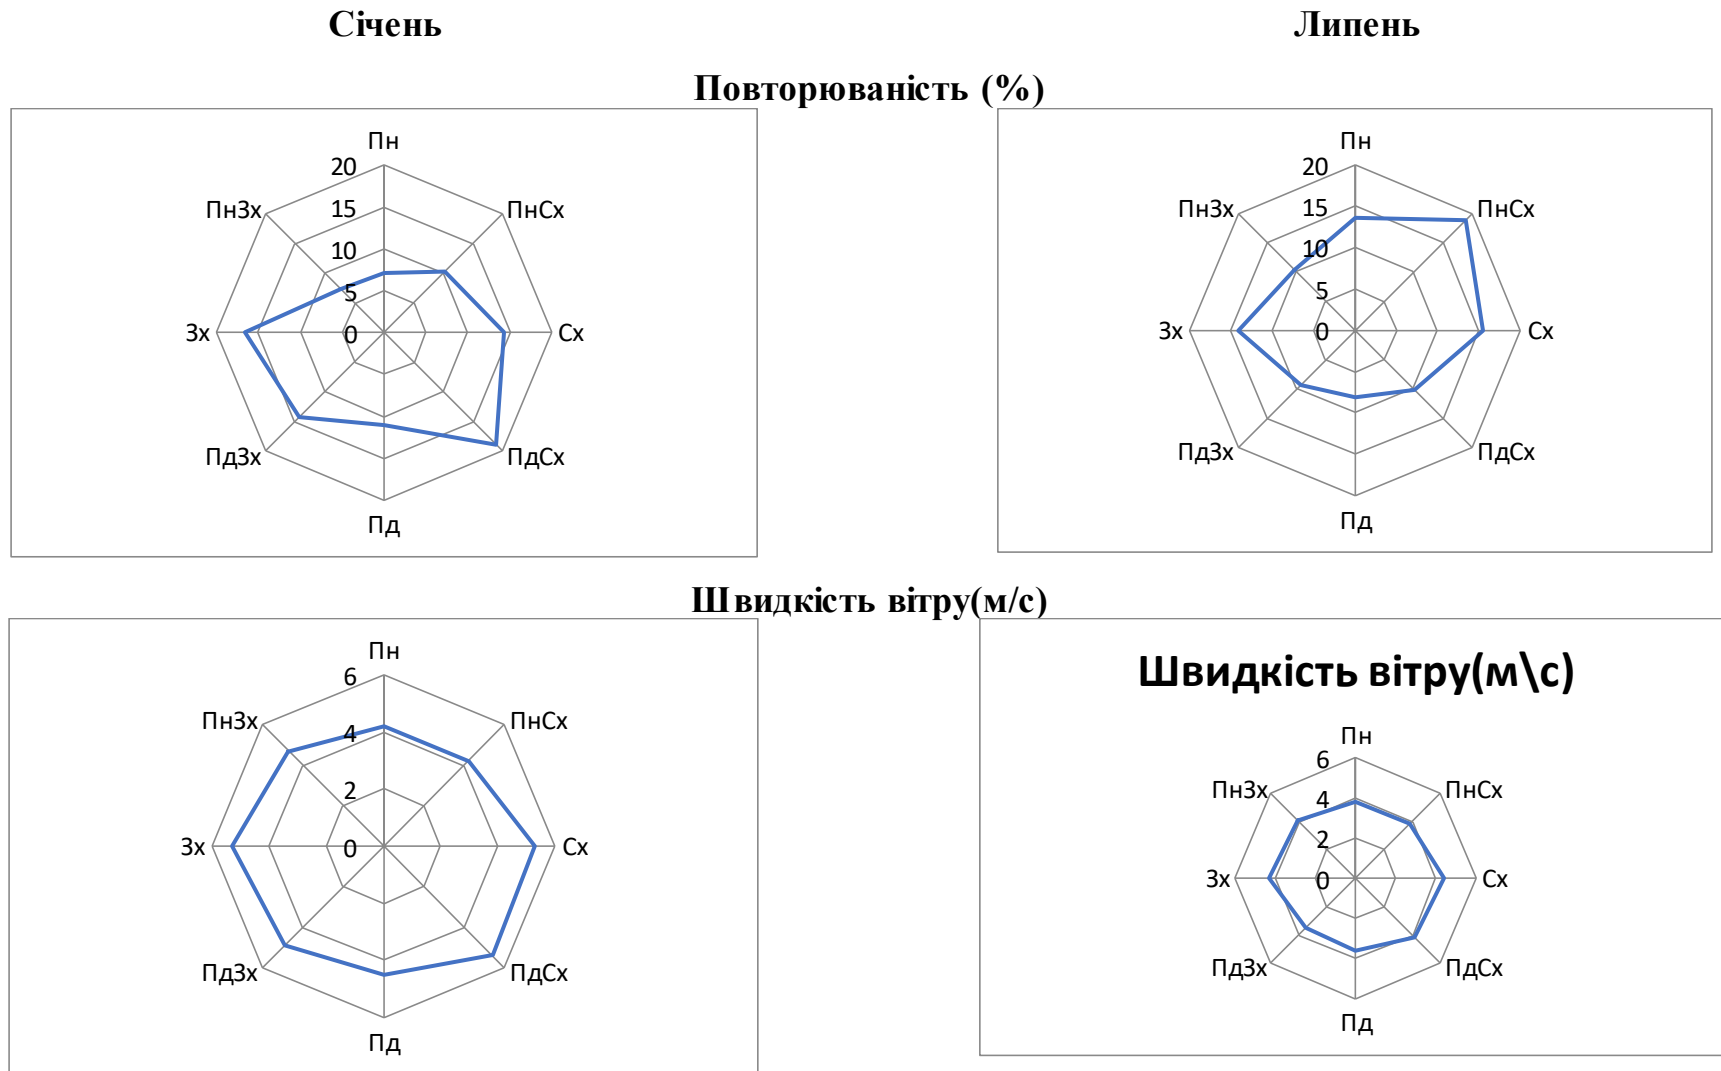 Січень
Липень
Повторюваність (%)
Пн
20
ПнЗх
ПнСх
15
10
5
Зх
0
Сх
ПдЗх
ПдСх
Пд
Пн
20
ПнЗх
ПнСх
15
10
5
Зх
0
Сх
ПдЗх
ПдСх
Пд
Швидкість вітру(м/с)
Пн
6
ПнЗх
ПнСх
4
2
Зх
0
Сх
ПдЗх
ПдСх
Пд
Швидкість вітру(м\с)
Пн
6
ПнЗх
ПнСх
4
2
Зх
0
Сх
ПдЗх
ПдСх
Пд